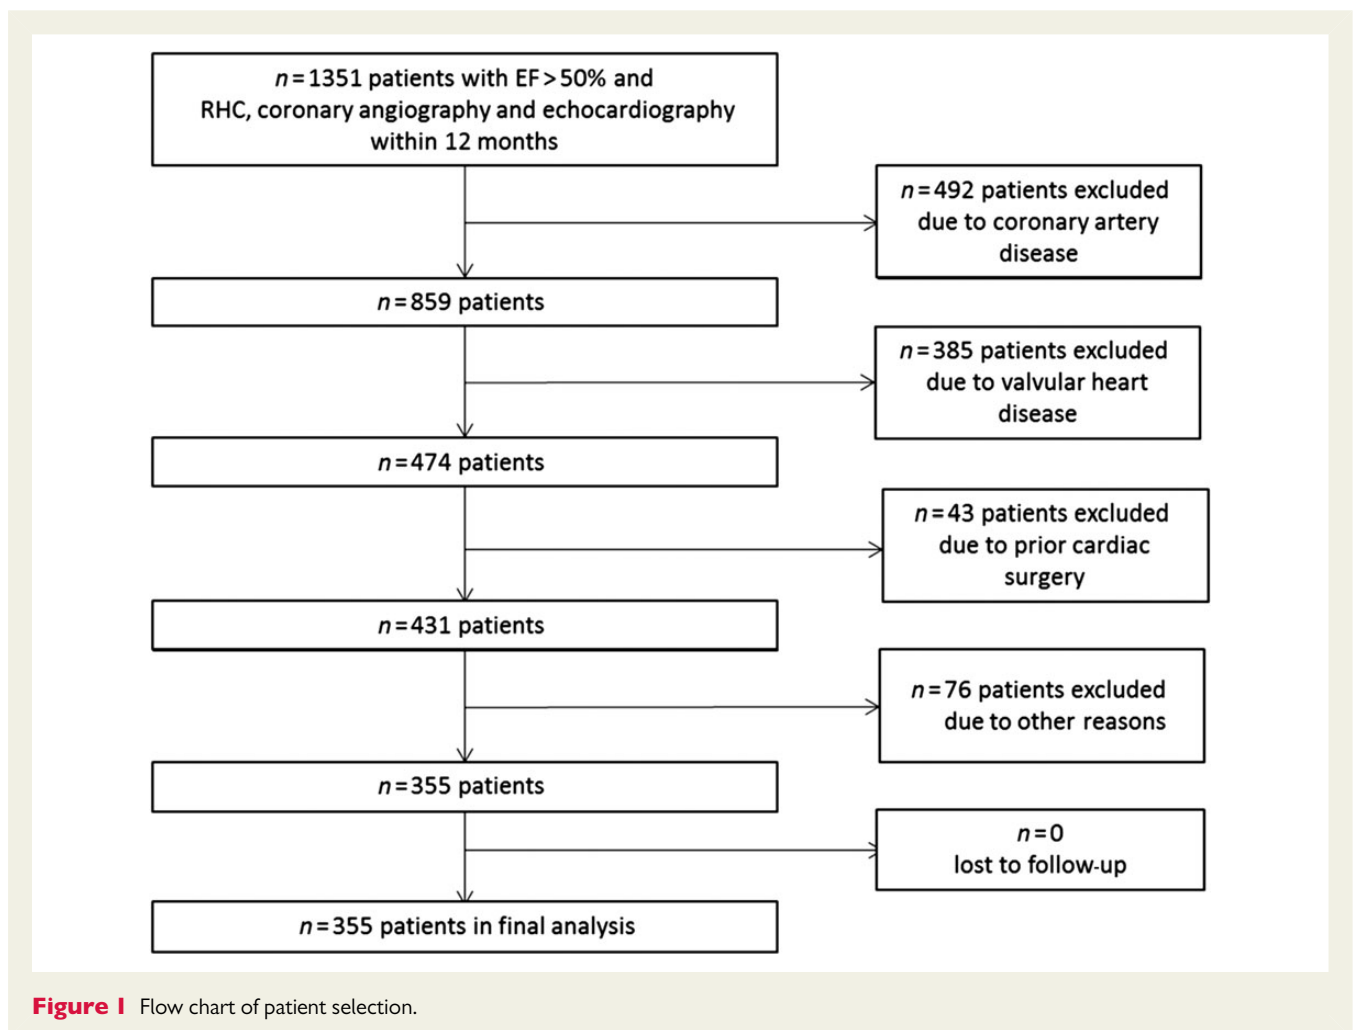 n=1351 patients with EF>50% and
RHC, coronary angiography and echocardiography
within 12 months
n=492 patients excluded
due to coronary artery
disease
n=859 patients
n=385 patients excluded
due to valvular heart
disease
n=474 patients
n=43 patients excluded
due to prior cardiac
surgery
n=431 patients
n=76 patients excluded
due to other reasons
n=355 patients
n=0
lost to follow-up
n=355 patients in final analysis
Figure 1 Flow chart of patient selection.